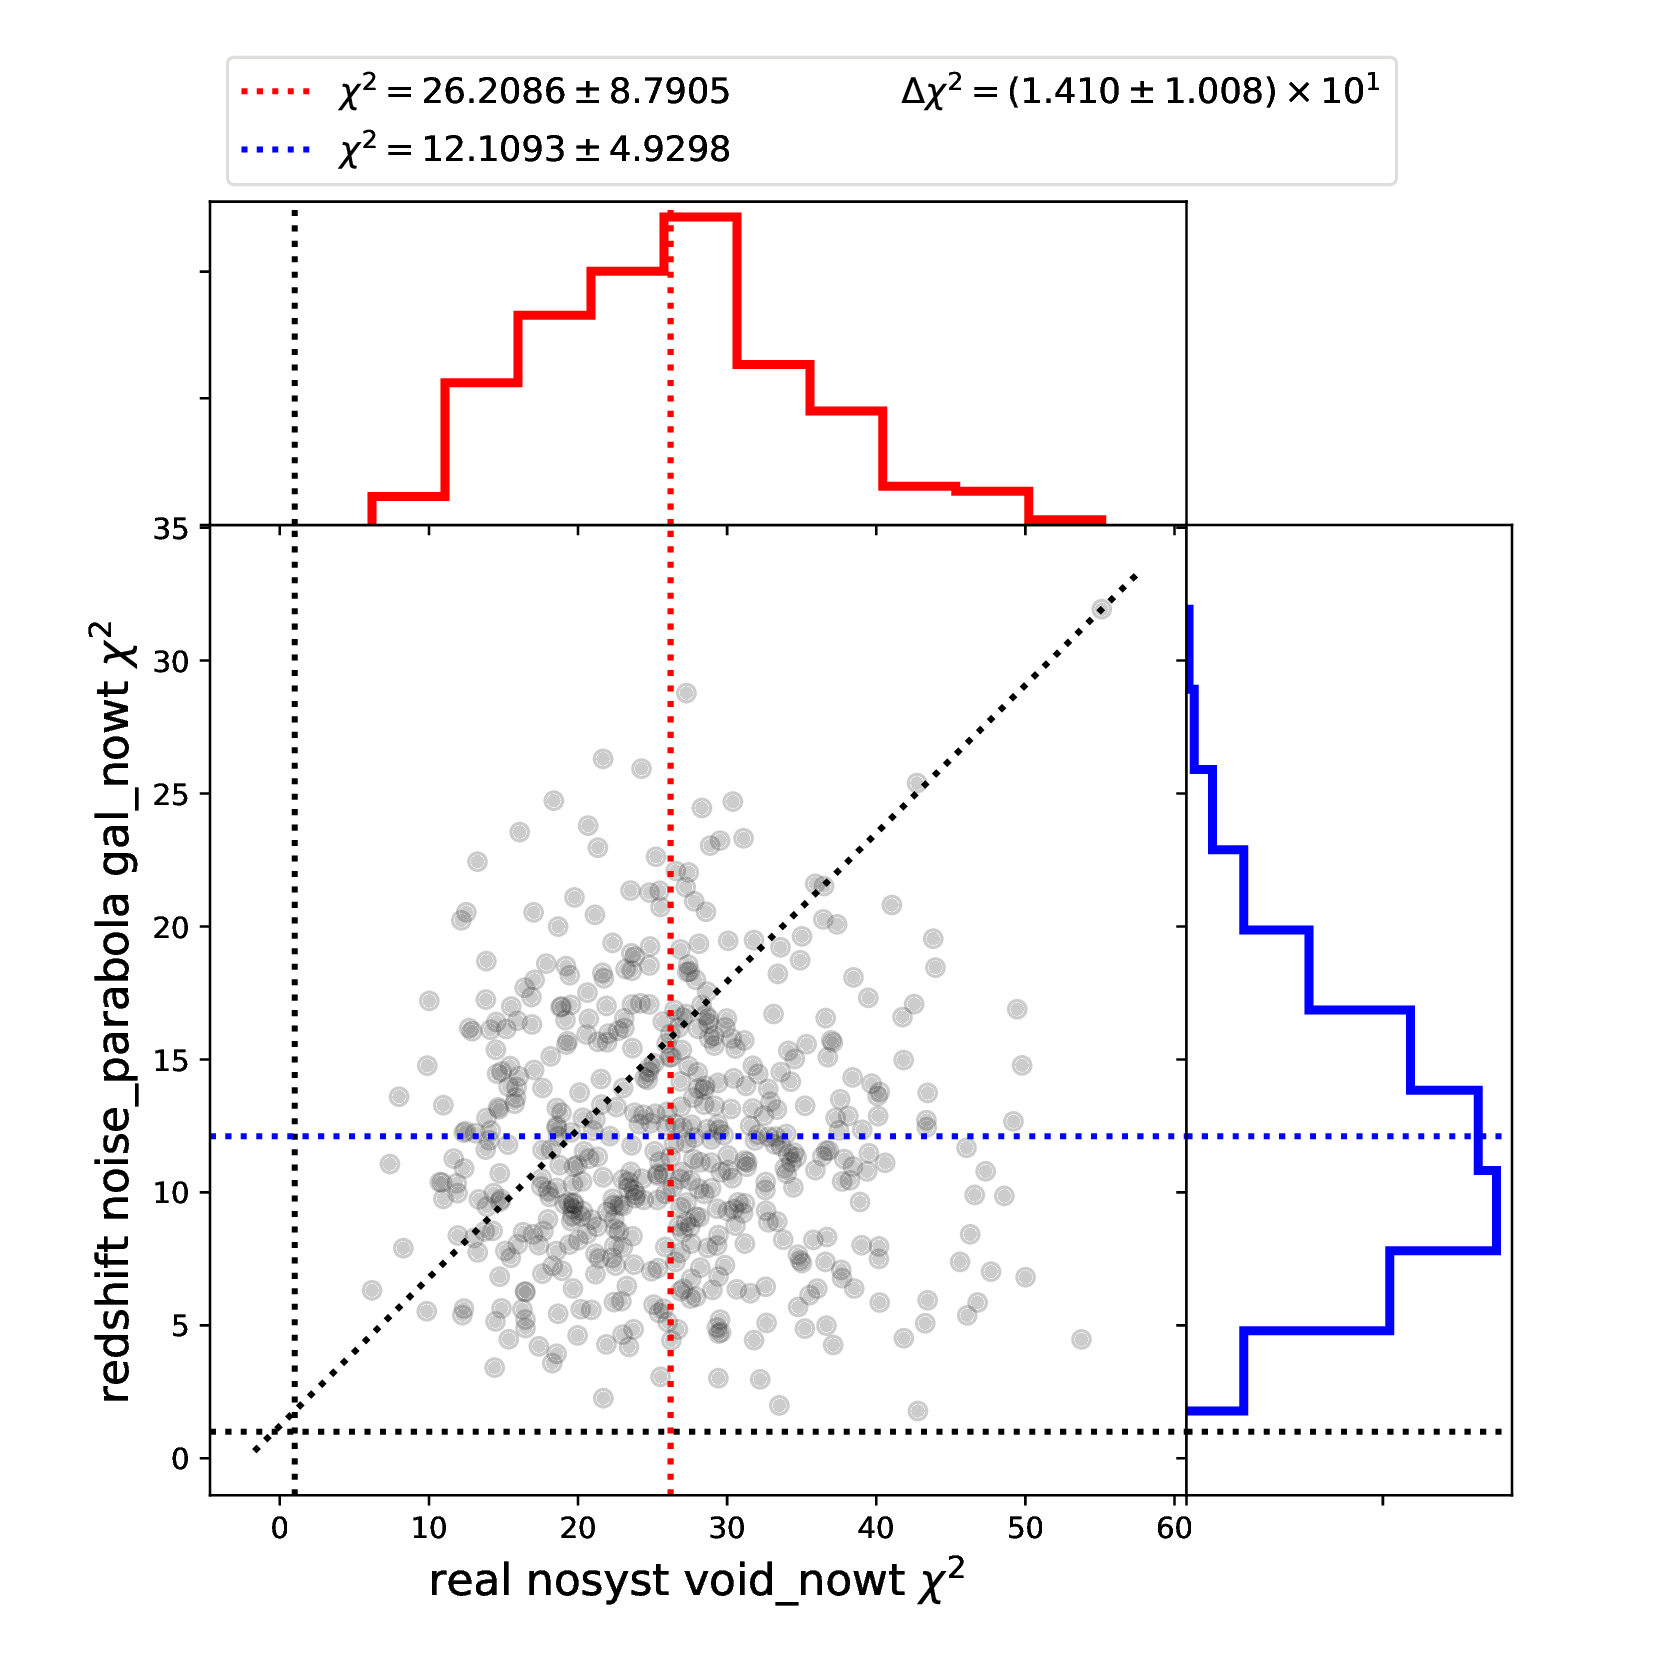 χ² = 26.2086 ± 8.7905
χ² = 12.1093 ± 4.9298
Δχ² = (1.410 ± 1.008) × 10¹
35
30
25
20
15
10
5
0
redshift noise_parabola gal_nowt χ²
0 10 20 30 40 50 60
real nosyst void_nowt χ²